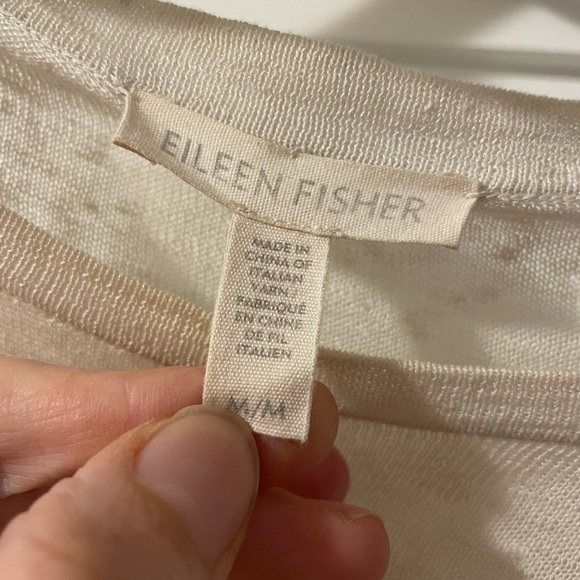 EILEEN FISHER
MADE IN
CHINA OF
ITALIAN
YARN
FABRIQUÉ
EN CHINE
DE FIL
ITALIEN
M/M